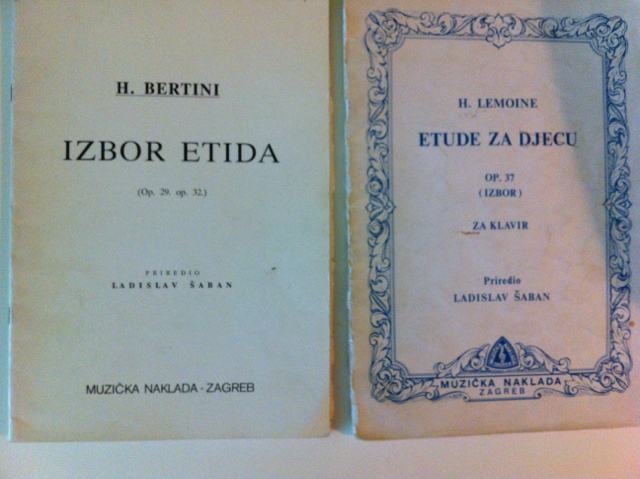 H. BERTINI
IZBOR ETIDA
(Op. 29. op. 32.)
PRIREDIO
LADISLAV ŠABAN
MUZIČKA NAKLADA - ZAGREB
H. LEMOINE
ETUDE ZA DJECU
OP. 37
(IZBOR)
ZA KLAVIR
Priredio
LADISLAV ŠABAN
MUZIČKA NAKLADA
ZAGREB